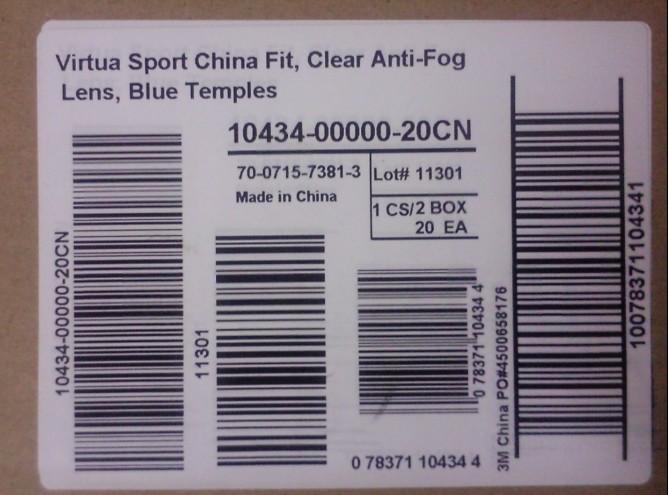 Virtua Sport China Fit, Clear Anti-Fog
Lens, Blue Temples
10434-00000-20CN
70-0715-7381-3
Lot# 11301
Made in China
1 CS/2 BOX
20 EA
10434-00000-20CN
11301
0 78371 10434 4
0 78371 10434 4
3M China PO#4500658176
10078371104341